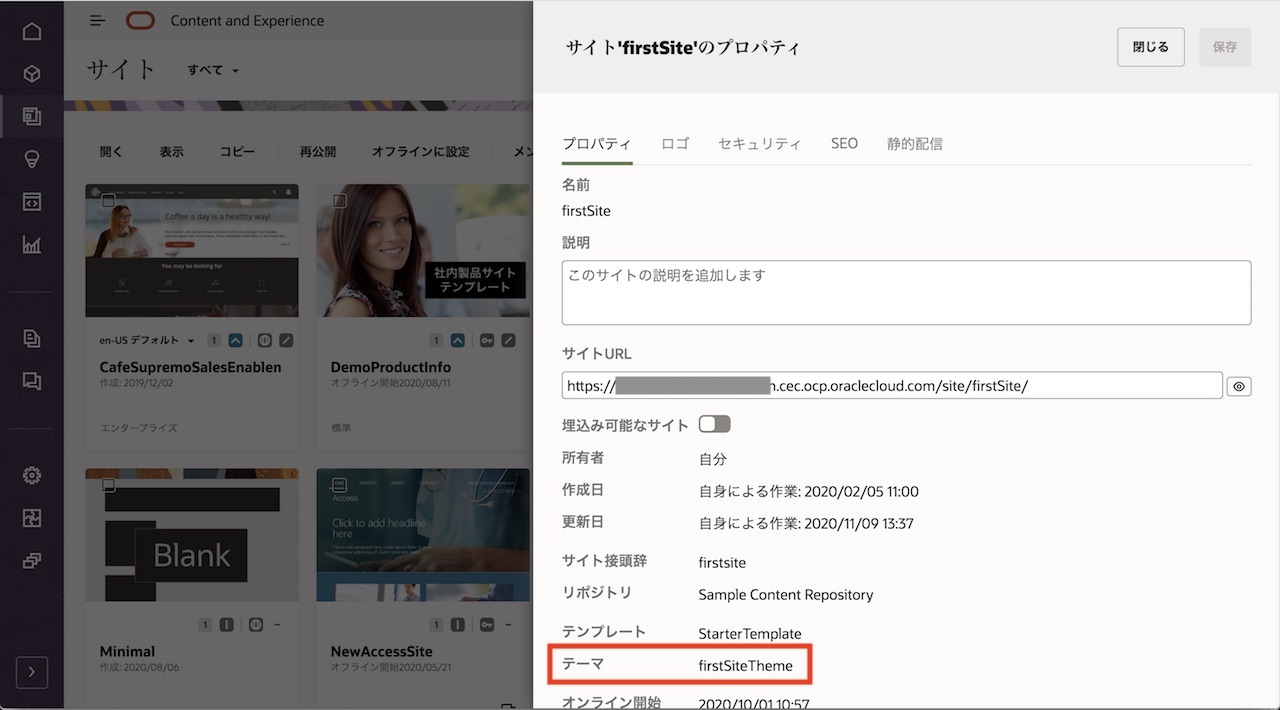 Content and Experience
サイト すべて
開く 表示 コピー 再公開 オフラインに設定 メン
Coffee a day is a healthy way!
You may be looking for
en-US デフォルト 1
CafeSupremoSalesEnablen
作成: 2019/12/02
エンタープライズ
社内製品サイト
テンプレート
1
DemoProductInfo
オフライン開始2020/08/11
標準
Blank
1
Minimal
作成: 2020/08/06
HOME SERVICES ABOUT CONTACT
Access
Click to add headline
here
1
NewAccessSite
オフライン開始2020/05/21
サイト'firstSite'のプロパティ
閉じる 保存
プロパティ ロゴ セキュリティ SEO 静的配信
名前
firstSite
説明
このサイトの説明を追加します
サイトURL
https:// n.cec.ocp.oraclecloud.com/site/firstSite/
埋込み可能なサイト
所有者 自分
作成日 自身による作業: 2020/02/05 11:00
更新日 自身による作業: 2020/11/09 13:37
サイト接頭辞 firstsite
リポジトリ Sample Content Repository
テンプレート StarterTemplate
テーマ firstSiteTheme
オンライン開始 2020/10/01 10:57